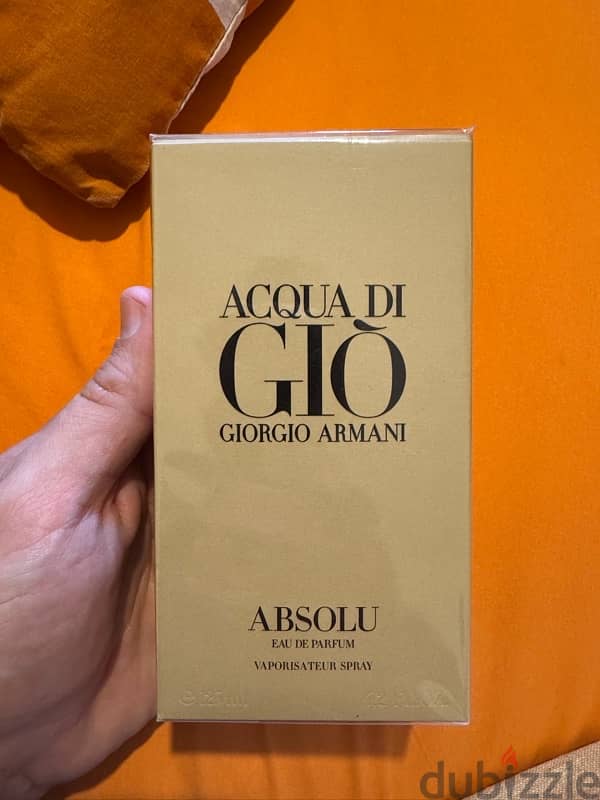 ACQUA DI
GIÒ
GIORGIO ARMANI
ABSOLU
EAU DE PARFUM
VAPORISATEUR SPRAY
dubizzle